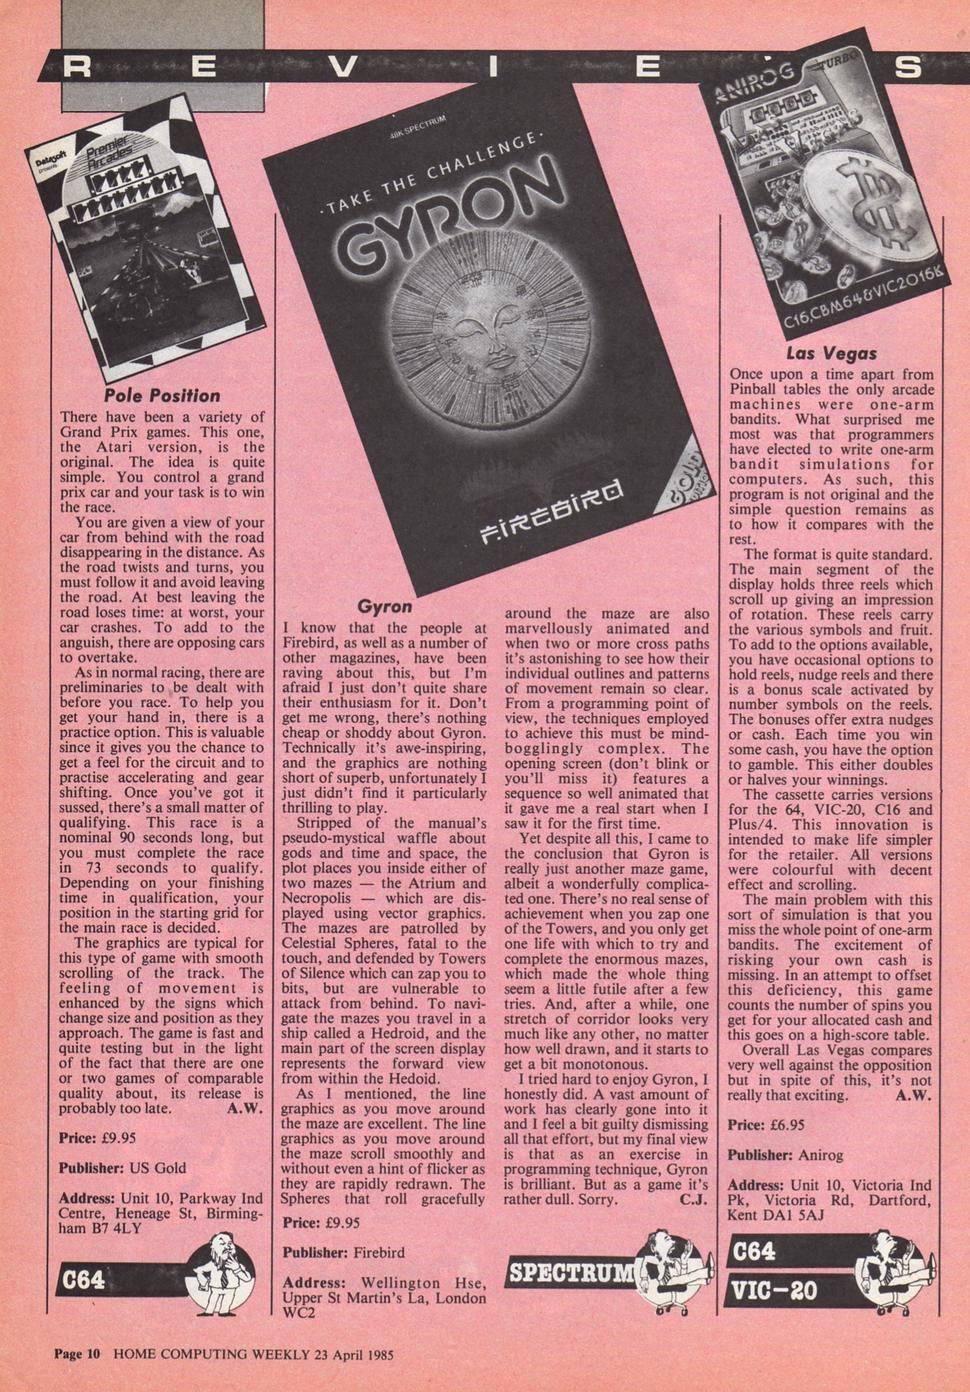 REVIEWS
Datasoft
Premier
Arcades
POLE
POSITION
48K SPECTRUM
·TAKE THE CHALLENGE·
GYRON
FIREBIRD
ANIROG
TURBO
C16,CBM64&VIC20 16K
Pole Position
There have been a variety of
Grand Prix games. This one,
the Atari version, is the
original. The idea is quite
simple. You control a grand
prix car and your task is to win
the race.
You are given a view of your
car from behind with the road
disappearing in the distance. As
the road twists and turns, you
must follow it and avoid leaving
the road. At best leaving the
road loses time: at worst, your
car crashes. To add to the
anguish, there are opposing cars
to overtake.
As in normal racing, there are
preliminaries to be dealt with
before you race. To help you
get your hand in, there is a
practice option. This is valuable
since it gives you the chance to
get a feel for the circuit and to
practise accelerating and gear
shifting. Once you've got it
sussed, there's a small matter of
qualifying. This race is a
nominal 90 seconds long, but
you must complete the race
in 73 seconds to qualify.
Depending on your finishing
time in qualification, your
position in the starting grid for
the main race is decided.
The graphics are typical for
this type of game with smooth
scrolling of the track. The
feeling of movement is
enhanced by the signs which
change size and position as they
approach. The game is fast and
quite testing but in the light
of the fact that there are one
or two games of comparable
quality about, its release is
probably too late. A.W.
Price: £9.95
Publisher: US Gold
Address: Unit 10, Parkway Ind
Centre, Heneage St, Birming-
ham B7 4LY
C64
Gyron
I know that the people at
Firebird, as well as a number of
other magazines, have been
raving about this, but I'm
afraid I just don't quite share
their enthusiasm for it. Don't
get me wrong, there's nothing
cheap or shoddy about Gyron.
Technically it's awe-inspiring,
and the graphics are nothing
short of superb, unfortunately I
just didn't find it particularly
thrilling to play.
Stripped of the manual's
pseudo-mystical waffle about
gods and time and space, the
plot places you inside either of
two mazes — the Atrium and
Necropolis — which are dis-
played using vector graphics.
The mazes are patrolled by
Celestial Spheres, fatal to the
touch, and defended by Towers
of Silence which can zap you to
bits, but are vulnerable to
attack from behind. To navi-
gate the mazes you travel in a
ship called a Hedroid, and the
main part of the screen display
represents the forward view
from within the Hedoid.
As I mentioned, the line
graphics as you move around
the maze are excellent. The line
graphics as you move around
the maze scroll smoothly and
without even a hint of flicker as
they are rapidly redrawn. The
Spheres that roll gracefully
Price: £9.95
Publisher: Firebird
Address: Wellington Hse,
Upper St Martin's La, London
WC2
around the maze are also
marvellously animated and
when two or more cross paths
it's astonishing to see how their
individual outlines and patterns
of movement remain so clear.
From a programming point of
view, the techniques employed
to achieve this must be mind-
bogglingly complex. The
opening screen (don't blink or
you'll miss it) features a
sequence so well animated that
it gave me a real start when I
saw it for the first time.
Yet despite all this, I came to
the conclusion that Gyron is
really just another maze game,
albeit a wonderfully complica-
ted one. There's no real sense of
achievement when you zap one
of the Towers, and you only get
one life with which to try and
complete the enormous mazes,
which made the whole thing
seem a little futile after a few
tries. And, after a while, one
stretch of corridor looks very
much like any other, no matter
how well drawn, and it starts to
get a bit monotonous.
I tried hard to enjoy Gyron, I
honestly did. A vast amount of
work has clearly gone into it
and I feel a bit guilty dismissing
all that effort, but my final view
is that as an exercise in
programming technique, Gyron
is brilliant. But as a game it's
rather dull. Sorry. C.J.
SPECTRUM
Las Vegas
Once upon a time apart from
Pinball tables the only arcade
machines were one-arm
bandits. What surprised me
most was that programmers
have elected to write one-arm
bandit simulations for
computers. As such, this
program is not original and the
simple question remains as
to how it compares with the
rest.
The format is quite standard.
The main segment of the
display holds three reels which
scroll up giving an impression
of rotation. These reels carry
the various symbols and fruit.
To add to the options available,
you have occasional options to
hold reels, nudge reels and there
is a bonus scale activated by
number symbols on the reels.
The bonuses offer extra nudges
or cash. Each time you win
some cash, you have the option
to gamble. This either doubles
or halves your winnings.
The cassette carries versions
for the 64, VIC-20, C16 and
Plus/4. This innovation is
intended to make life simpler
for the retailer. All versions
were colourful with decent
effect and scrolling.
The main problem with this
sort of simulation is that you
miss the whole point of one-arm
bandits. The excitement of
risking your own cash is
missing. In an attempt to offset
this deficiency, this game
counts the number of spins you
get for your allocated cash and
this goes on a high-score table.
Overall Las Vegas compares
very well against the opposition
but in spite of this, it's not
really that exciting. A.W.
Price: £6.95
Publisher: Anirog
Address: Unit 10, Victoria Ind
Pk, Victoria Rd, Dartford,
Kent DA1 5AJ
C64
VIC-20
Page 10 HOME COMPUTING WEEKLY 23 April 1985